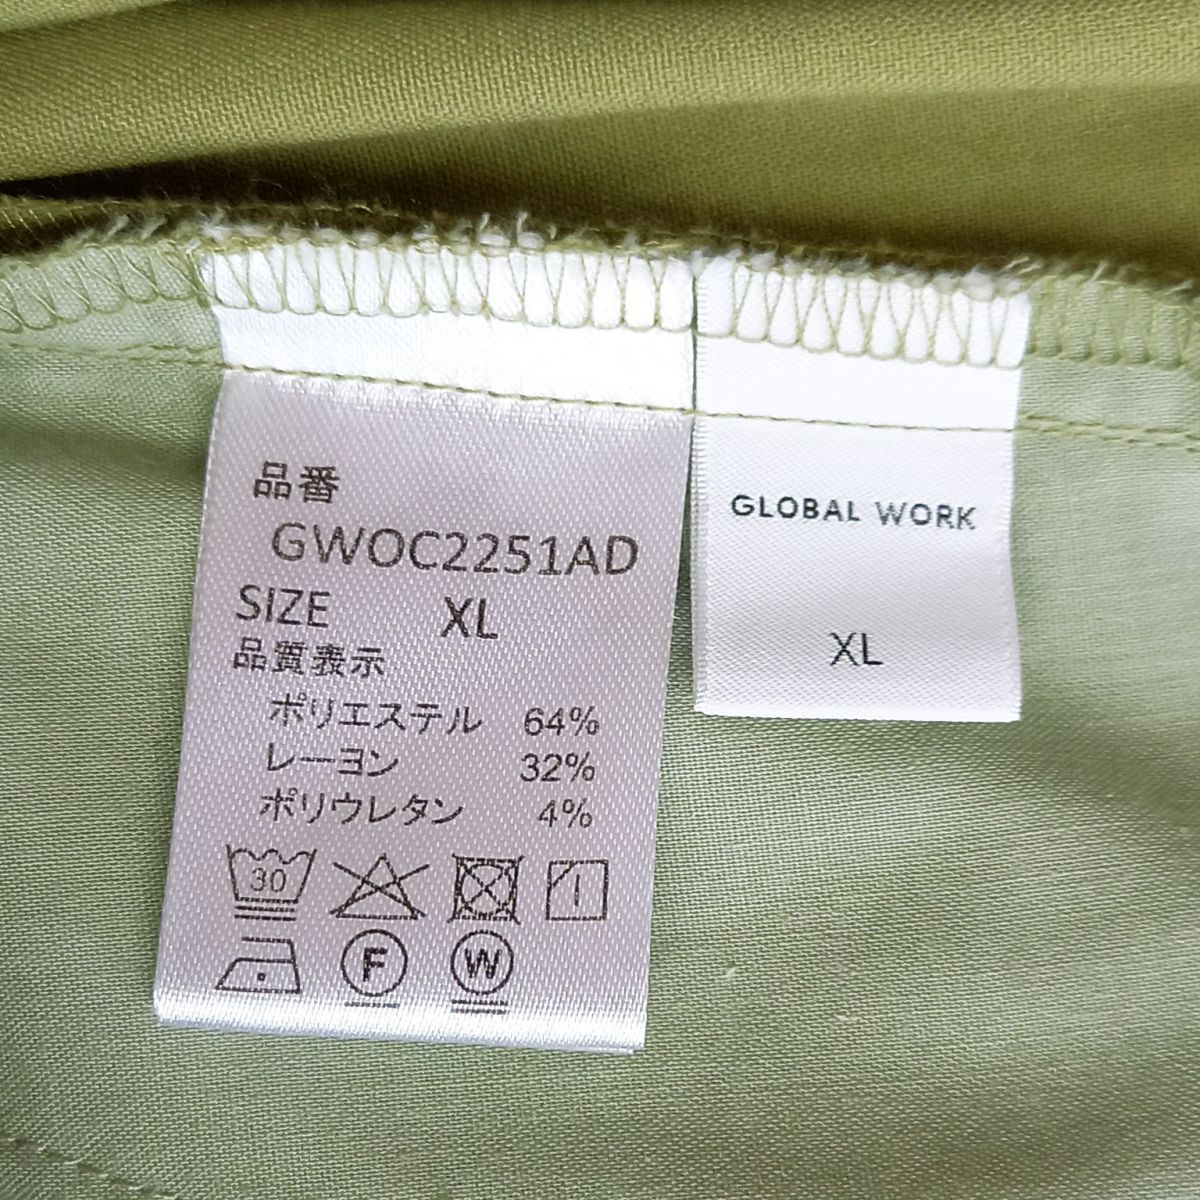 品番
GWOC2251AD
SIZE XL
品質表示
ポリエステル 64%
レーヨン 32%
ポリウレタン 4%
30
F W
GLOBAL WORK
XL